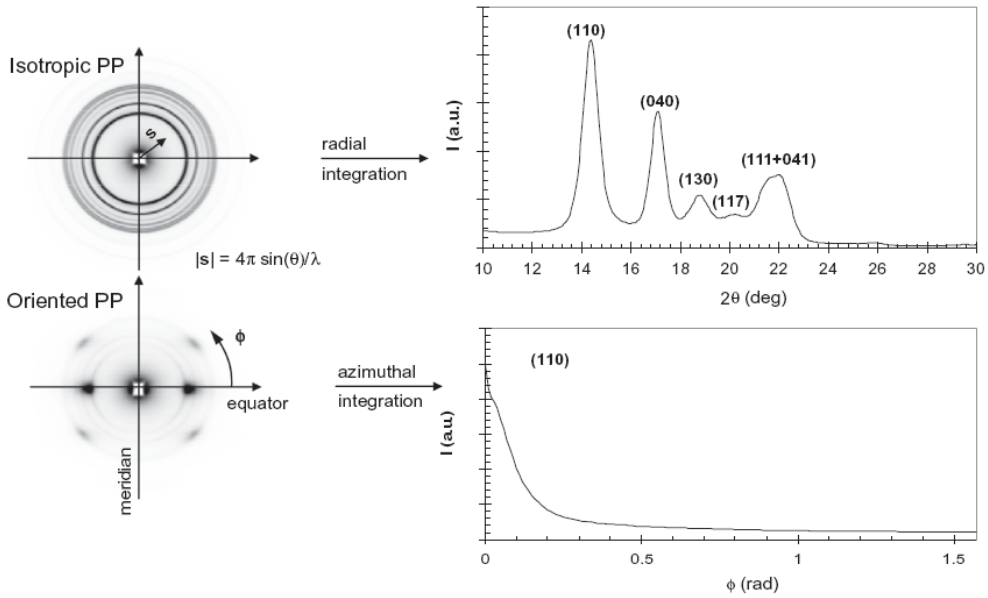 Isotropic PP
s
radial
integration
|s| = 4π sin(θ)/λ
I (a.u.)
(110)
(040)
(130)
(117)
(111+041)
10 12 14 16 18 20 22 24 26 28 30
2θ (deg)
Oriented PP
ϕ
equator
meridian
azimuthal
integration
I (a.u.)
(110)
0 0.5 1 1.5
ϕ (rad)